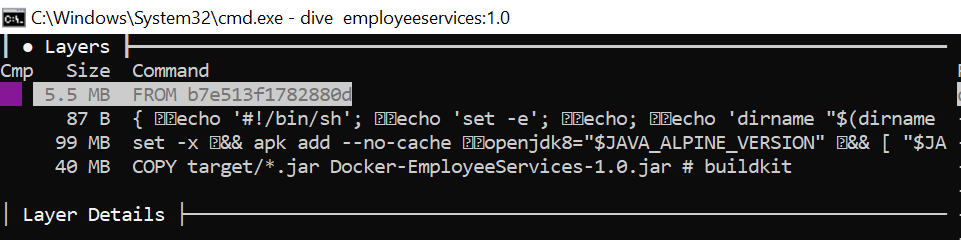 C:\Windows\System32\cmd.exe - dive employeeservices:1.0
● Layers
Cmp Size Command
5.5 MB FROM b7e513f1782880d
87 B { echo '#!/bin/sh'; echo 'set -e'; echo; echo 'dirname "$(dirname
99 MB set -x && apk add --no-cache openjdk8="$JAVA_ALPINE_VERSION" && [ "$JA
40 MB COPY target/*.jar Docker-EmployeeServices-1.0.jar # buildkit
Layer Details